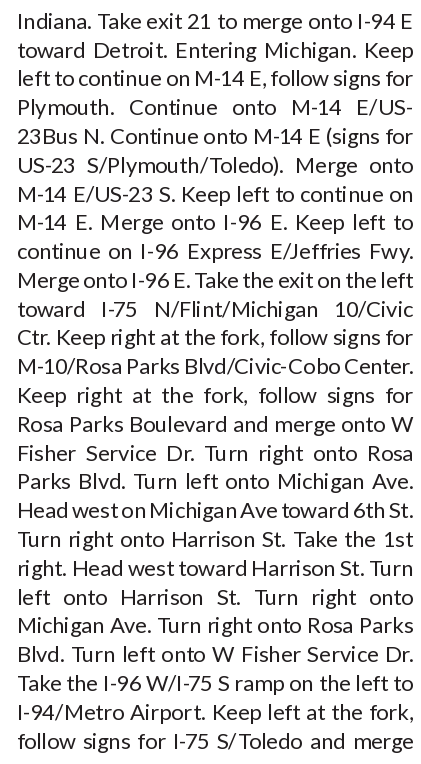 Indiana. Take exit 21 to merge onto I-94 E
toward Detroit. Entering Michigan. Keep
left to continue on M-14 E, follow signs for
Plymouth. Continue onto M-14 E/US-
23Bus N. Continue onto M-14 E (signs for
US-23 S/Plymouth/Toledo). Merge onto
M-14 E/US-23 S. Keep left to continue on
M-14 E. Merge onto I-96 E. Keep left to
continue on I-96 Express E/Jeffries Fwy.
Merge onto I-96 E. Take the exit on the left
toward I-75 N/Flint/Michigan 10/Civic
Ctr. Keep right at the fork, follow signs for
M-10/Rosa Parks Blvd/Civic-Cobo Center.
Keep right at the fork, follow signs for
Rosa Parks Boulevard and merge onto W
Fisher Service Dr. Turn right onto Rosa
Parks Blvd. Turn left onto Michigan Ave.
Head west on Michigan Ave toward 6th St.
Turn right onto Harrison St. Take the 1st
right. Head west toward Harrison St. Turn
left onto Harrison St. Turn right onto
Michigan Ave. Turn right onto Rosa Parks
Blvd. Turn left onto W Fisher Service Dr.
Take the I-96 W/I-75 S ramp on the left to
I-94/Metro Airport. Keep left at the fork,
follow signs for I-75 S/Toledo and merge